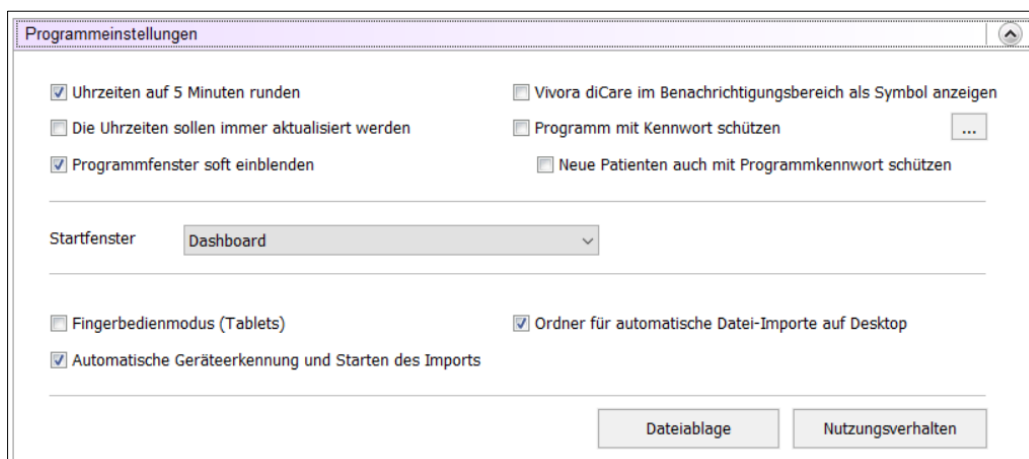 Programmeinstellungen
Uhrzeiten auf 5 Minuten runden
Vivora diCare im Benachrichtigungsbereich als Symbol anzeigen
Die Uhrzeiten sollen immer aktualisiert werden
Programm mit Kennwort schützen
...
Programmfenster soft einblenden
Neue Patienten auch mit Programmkennwort schützen
Startfenster
Dashboard
Fingerbedienmodus (Tablets)
Ordner für automatische Datei-Importe auf Desktop
Automatische Geräteerkennung und Starten des Imports
Dateiablage
Nutzungsverhalten